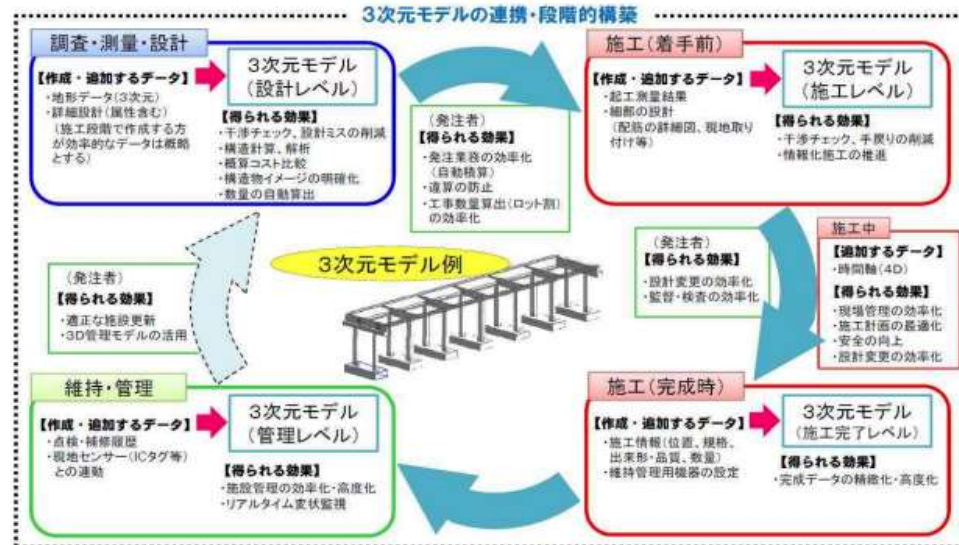 3次元モデルの連携・段階的構築
調査・測量・設計
【作成・追加するデータ】
・地形データ(3次元)
・詳細設計(属性含む)
(施工段階で作成する方
が効率的なデータは概略
とする)
3次元モデル
(設計レベル)
【得られる効果】
・干渉チェック、設計ミスの削減
・構造計算、解析
・概算コスト比較
・構造物イメージの明確化
・数量の自動算出
(発注者)
【得られる効果】
・発注業務の効率化
(自動積算)
・違算の防止
・工事数量算出(ロット割)
の効率化
施工(着手前)
【作成・追加するデータ】
・起工測量結果
・細部の設計
(配筋の詳細図、現地取り
付け等)
3次元モデル
(施工レベル)
【得られる効果】
・干渉チェック、手戻りの削減
・情報化施工の推進
(発注者)
【得られる効果】
・設計変更の効率化
・監督・検査の効率化
施工中
【追加するデータ】
・時間軸(4D)
【得られる効果】
・現場管理の効率化
・施工計画の最適化
・安全の向上
・設計変更の効率化
3次元モデル例
(発注者)
【得られる効果】
・適正な施設更新
・3D管理モデルの活用
維持・管理
【作成・追加するデータ】
・点検・補修履歴
・現地センサー(ICタグ等)
との連動
3次元モデル
(管理レベル)
【得られる効果】
・施設管理の効率化・高度化
・リアルタイム変状監視
施工(完成時)
【作成・追加するデータ】
・施工情報(位置、規格、
出来形・品質、数量)
・維持管理用機器の設定
3次元モデル
(施工完了レベル)
【得られる効果】
・完成データの精緻化・高度化